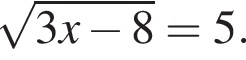 √(3x − 8) = 5.